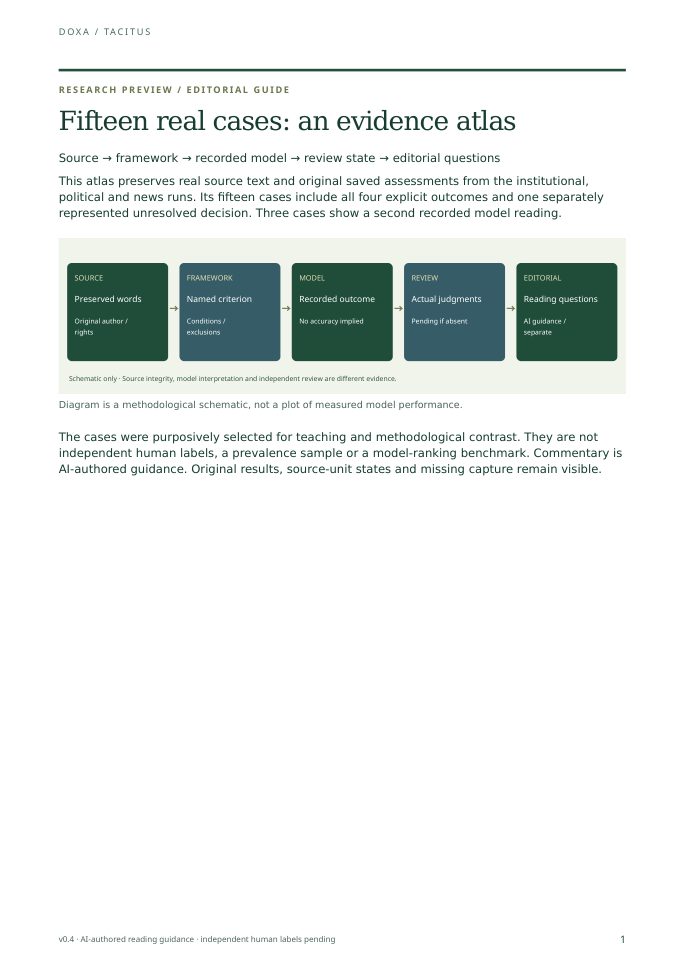 DOXA / TACITUS
RESEARCH PREVIEW / EDITORIAL GUIDE
Fifteen real cases: an evidence atlas
Source → framework → recorded model → review state → editorial questions
This atlas preserves real source text and original saved assessments from the institutional,
political and news runs. Its fifteen cases include all four explicit outcomes and one separately
represented unresolved decision. Three cases show a second recorded model reading.
SOURCE
Preserved words
Original author /
rights
→
FRAMEWORK
Named criterion
Conditions /
exclusions
→
MODEL
Recorded outcome
No accuracy implied
→
REVIEW
Actual judgments
Pending if absent
→
EDITORIAL
Reading questions
AI guidance /
separate
Schematic only · Source integrity, model interpretation and independent review are different evidence.
Diagram is a methodological schematic, not a plot of measured model performance.
The cases were purposively selected for teaching and methodological contrast. They are not
independent human labels, a prevalence sample or a model-ranking benchmark. Commentary is
AI-authored guidance. Original results, source-unit states and missing capture remain visible.
v0.4 · AI-authored reading guidance · independent human labels pending
1